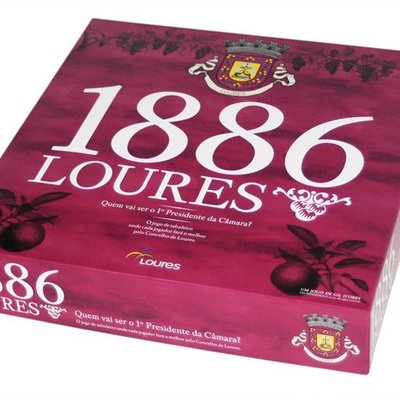 LOURES
1886
LOURES
Quem vai ser o 1º Presidente da Câmara?
O jogo de tabuleiro
onde cada jogador fará o melhor
pelo Concelho de Loures.
Loures
UM JOGO DE GIL D'OREY
886
URES
Quem vai ser o 1º Presidente da Câmara?
O jogo de tabuleiro onde cada jogador fará o melhor pelo Concelho de Loures.